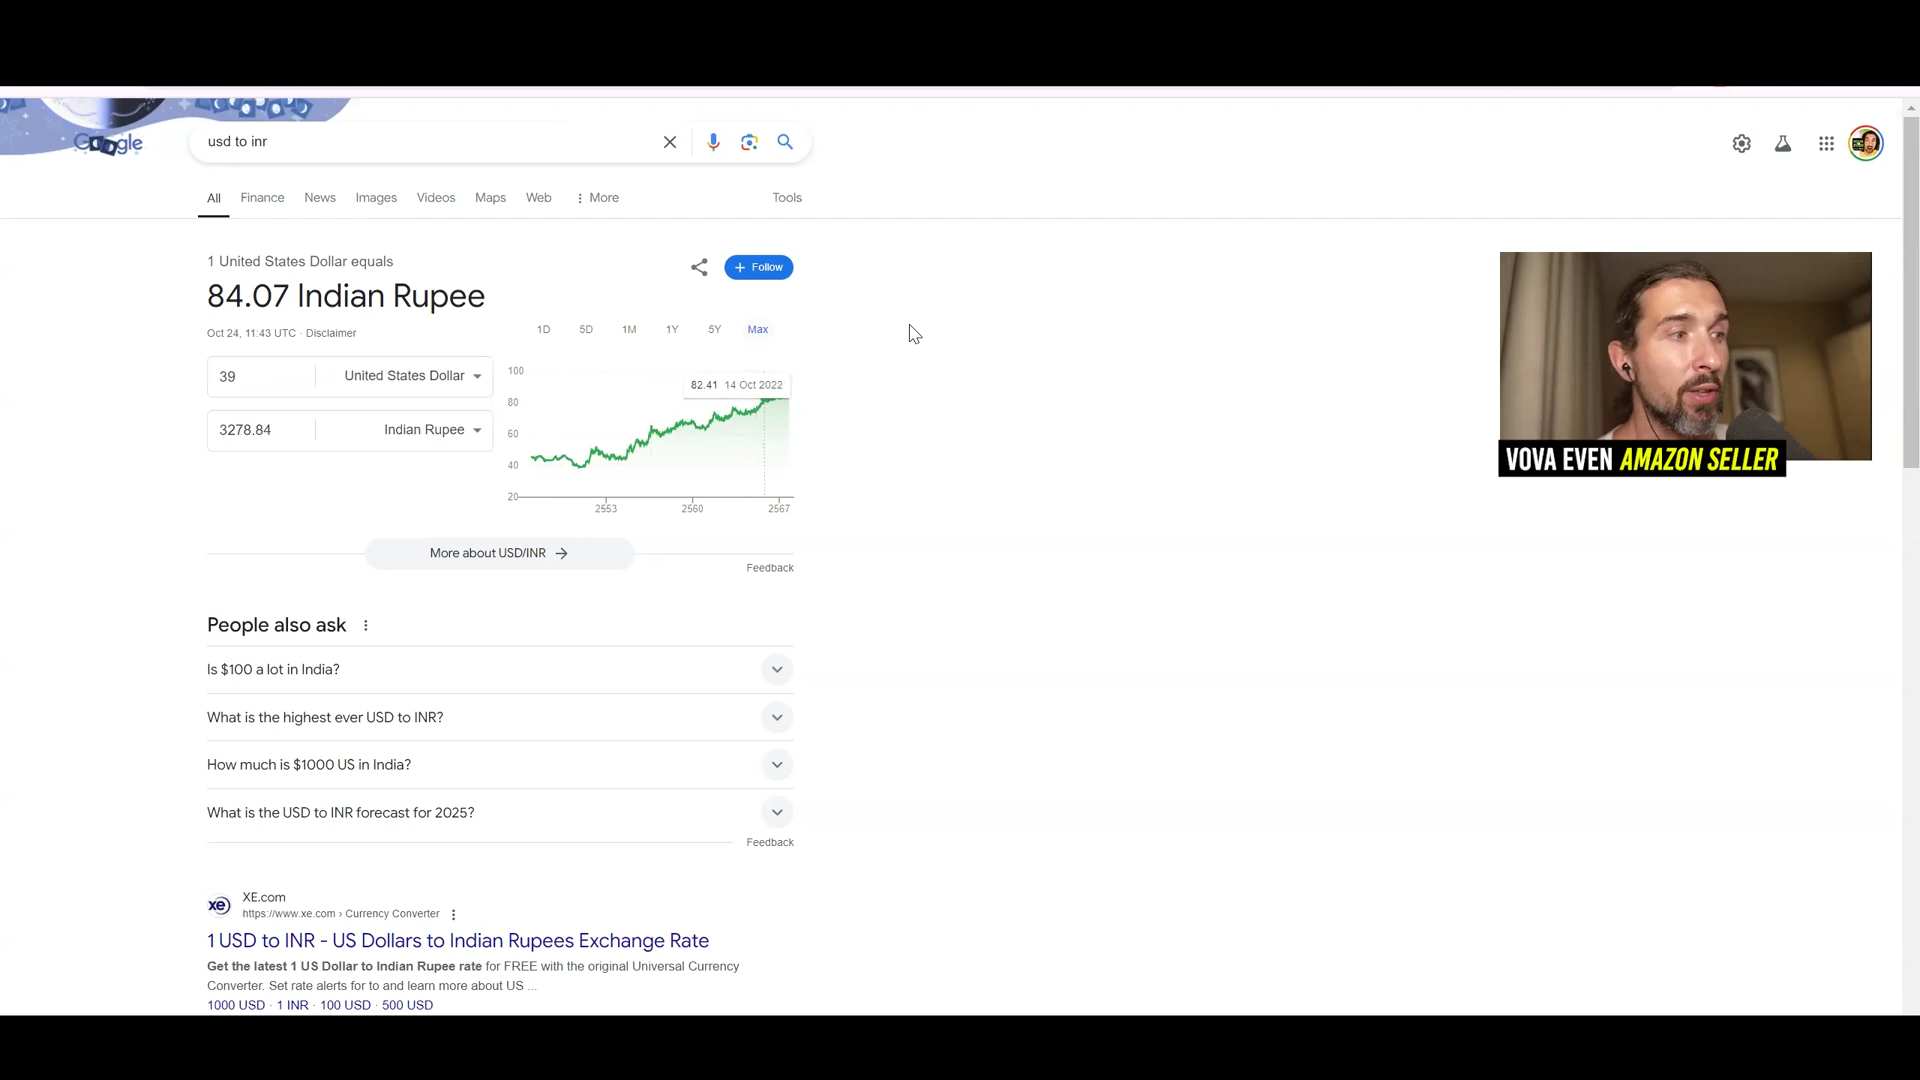 Google
usd to inr
All
Finance
News
Images
Videos
Maps
Web
More
Tools
1 United States Dollar equals
84.07 Indian Rupee
Oct 24, 11:43 UTC · Disclaimer
Follow
1D
5D
1M
1Y
5Y
Max
39
United States Dollar
3278.84
Indian Rupee
82.41 14 Oct 2022
100
80
60
40
20
2553
2560
2567
More about USD/INR
Feedback
People also ask
Is $100 a lot in India?
What is the highest ever USD to INR?
How much is $1000 US in India?
What is the USD to INR forecast for 2025?
Feedback
xe
XE.com
https://www.xe.com › Currency Converter
1 USD to INR - US Dollars to Indian Rupees Exchange Rate
Get the latest 1 US Dollar to Indian Rupee rate for FREE with the original Universal Currency
Converter. Set rate alerts for to and learn more about US ...
1000 USD · 1 INR · 100 USD · 500 USD
VOVA EVEN AMAZON SELLER